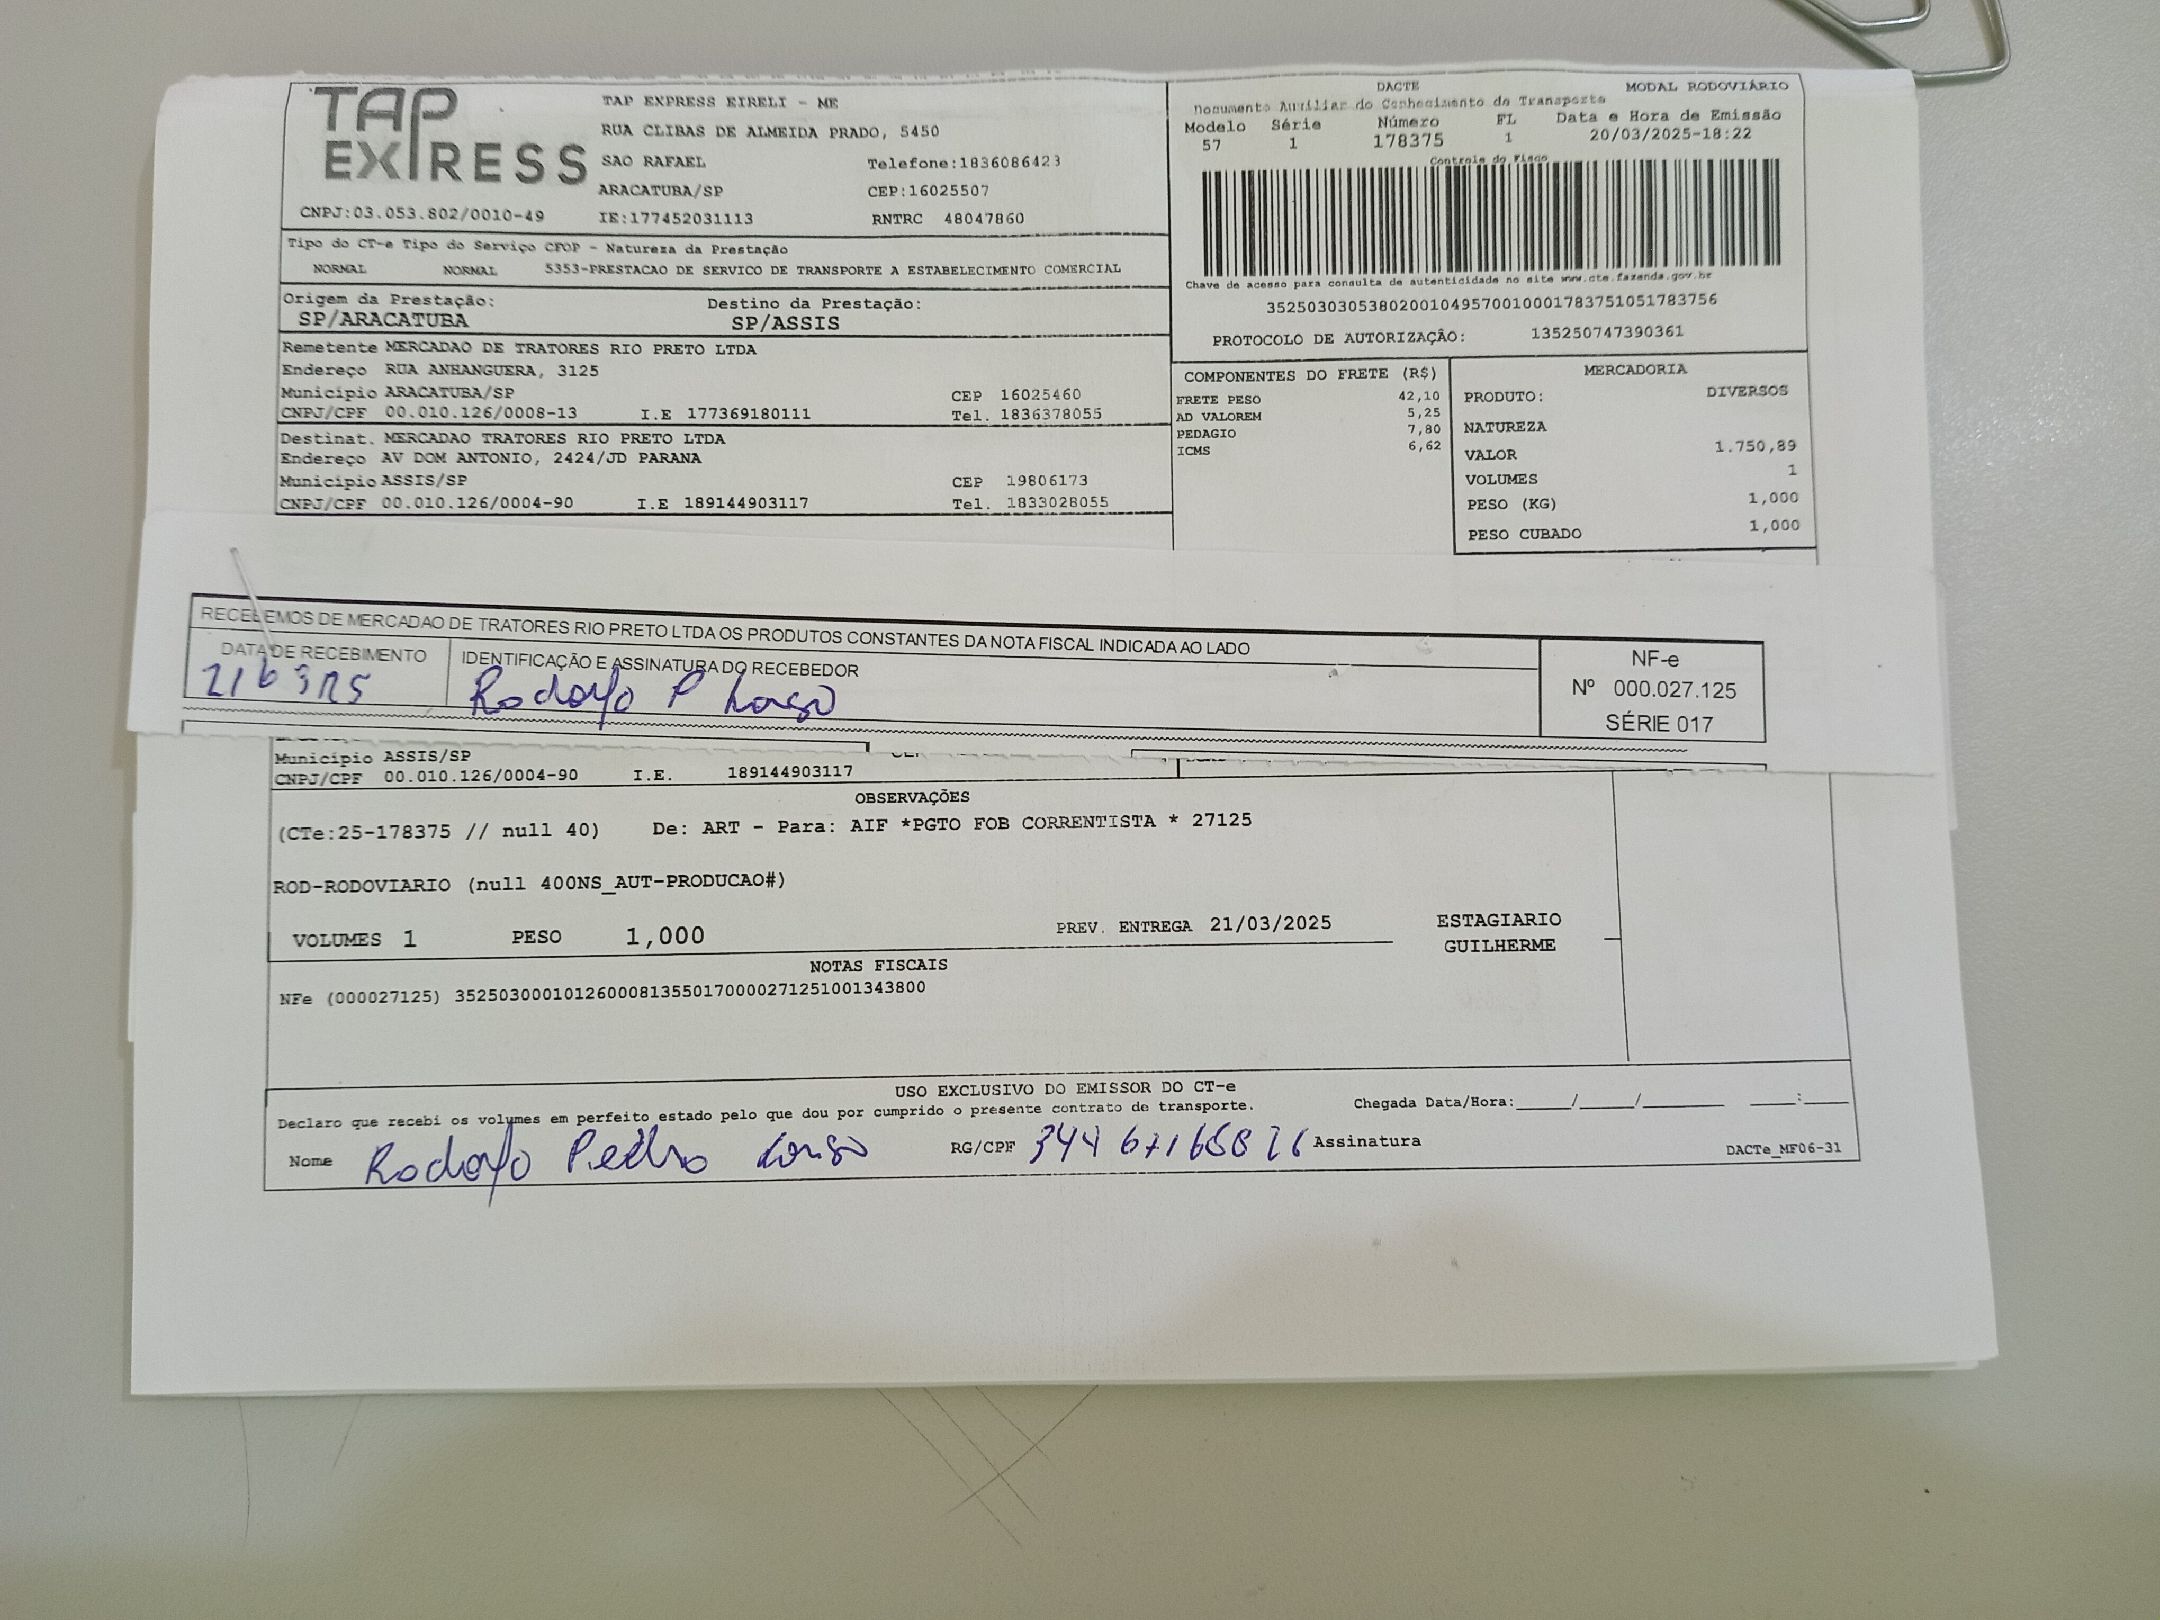 TAP
EXPRESS
TAP EXPRESS EIRELI - ME
RUA CLIBAS DE ALMEIDA PRADO, 5450
SAO RAFAEL Telefone:1836086423
ARACATUBA/SP CEP:16025507
CNPJ:03.053.802/0010-49 IE:177452031113 RNTRC 48047860
DACTE MODAL RODOVIÁRIO
Documento Auxiliar do Conhecimento de Transporte
Modelo Série Número FL Data e Hora de Emissão
57 1 178375 1 20/03/2025-18:22
Controle do Fisco
Chave de acesso para consulta de autenticidade no site www.cte.fazenda.gov.br
35250303053802001049570010001783751051783756
PROTOCOLO DE AUTORIZAÇÂO: 135250747390361
Tipo do CT-e Tipo do Serviço CFOP - Natureza da Prestação
NORMAL NORMAL 5353-PRESTACAO DE SERVICO DE TRANSPORTE A ESTABELECIMENTO COMERCIAL
Origem da Prestação: Destino da Prestação:
SP/ARACATUBA SP/ASSIS
Remetente MERCADAO DE TRATORES RIO PRETO LTDA
Endereço RUA ANHANGUERA, 3125
Município ARACATUBA/SP CEP 16025460
CNPJ/CPF 00.010.126/0008-13 I.E 177369180111 Tel. 1836378055
Destinat. MERCADAO TRATORES RIO PRETO LTDA
Endereço AV DOM ANTONIO, 2424/JD PARANA
Município ASSIS/SP CEP 19806173
CNPJ/CPF 00.010.126/0004-90 I.E 189144903117 Tel. 1833028055
COMPONENTES DO FRETE (R$)
FRETE PESO 42,10
AD VALOREM 5,25
PEDAGIO 7,80
ICMS 6,62
MERCADORIA
PRODUTO: DIVERSOS
NATUREZA
VALOR 1.750,89
VOLUMES 1
PESO (KG) 1,000
PESO CUBADO 1,000
RECEBEMOS DE MERCADAO DE TRATORES RIO PRETO LTDA OS PRODUTOS CONSTANTES DA NOTA FISCAL INDICADA AO LADO
DATA DE RECEBIMENTO IDENTIFICAÇÃO E ASSINATURA DO RECEBEDOR
Rodolfo P
NF-e
Nº 000.027.125
SÉRIE 017
Município ASSIS/SP
CNPJ/CPF 00.010.126/0004-90 I.E. 189144903117
OBSERVAÇÕES
(CTe:25-178375 // null 40) De: ART - Para: AIF *PGTO FOB CORRENTISTA * 27125
ROD-RODOVIARIO (null 400NS_AUT-PRODUCAO#)
VOLUMES 1 PESO 1,000 PREV. ENTREGA 21/03/2025
ESTAGIARIO
GUILHERME
NOTAS FISCAIS
NFe (000027125) 35250300010126000813550170000271251001343800
USO EXCLUSIVO DO EMISSOR DO CT-e
Declaro que recebi os volumes em perfeito estado pelo que dou por cumprido o presente contrato de transporte. Chegada Data/Hora:_____/_____/_______ ____:____
Nome Rodolfo Pedro RG/CPF Assinatura
DACTe_MF06-31